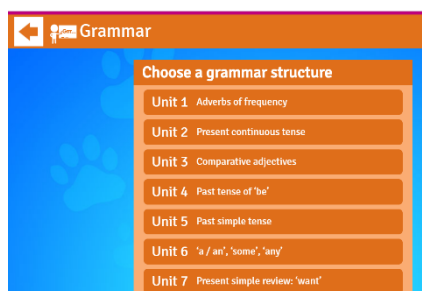 Ger...
Grammar
Choose a grammar structure
Unit 1 Adverbs of frequency
Unit 2 Present continuous tense
Unit 3 Comparative adjectives
Unit 4 Past tense of 'be'
Unit 5 Past simple tense
Unit 6 'a / an', 'some', 'any'
Unit 7 Present simple review: 'want'